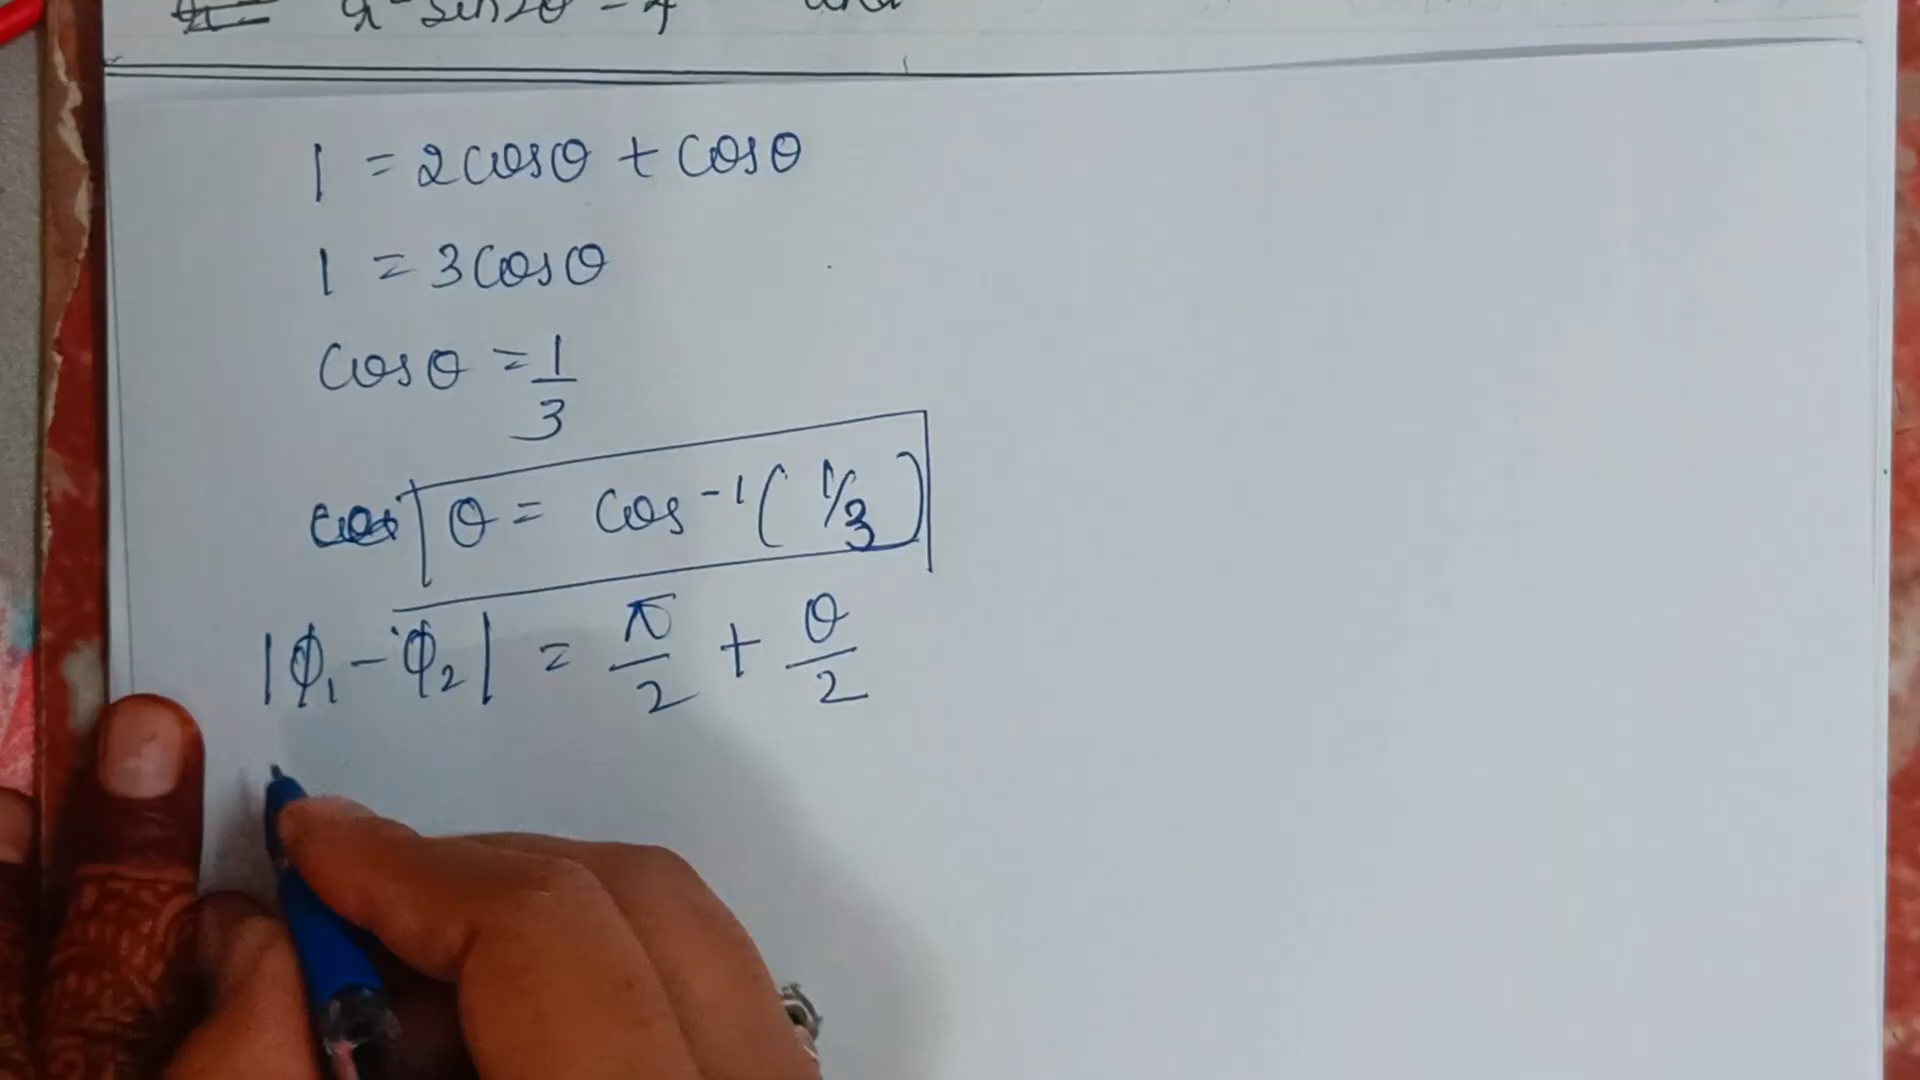 1 = 2cosθ + cosθ
1 = 3cosθ
cosθ = 1/3
θ = cos⁻¹(1/3)
|ϕ₁ - ϕ₂| = π/2 + θ/2